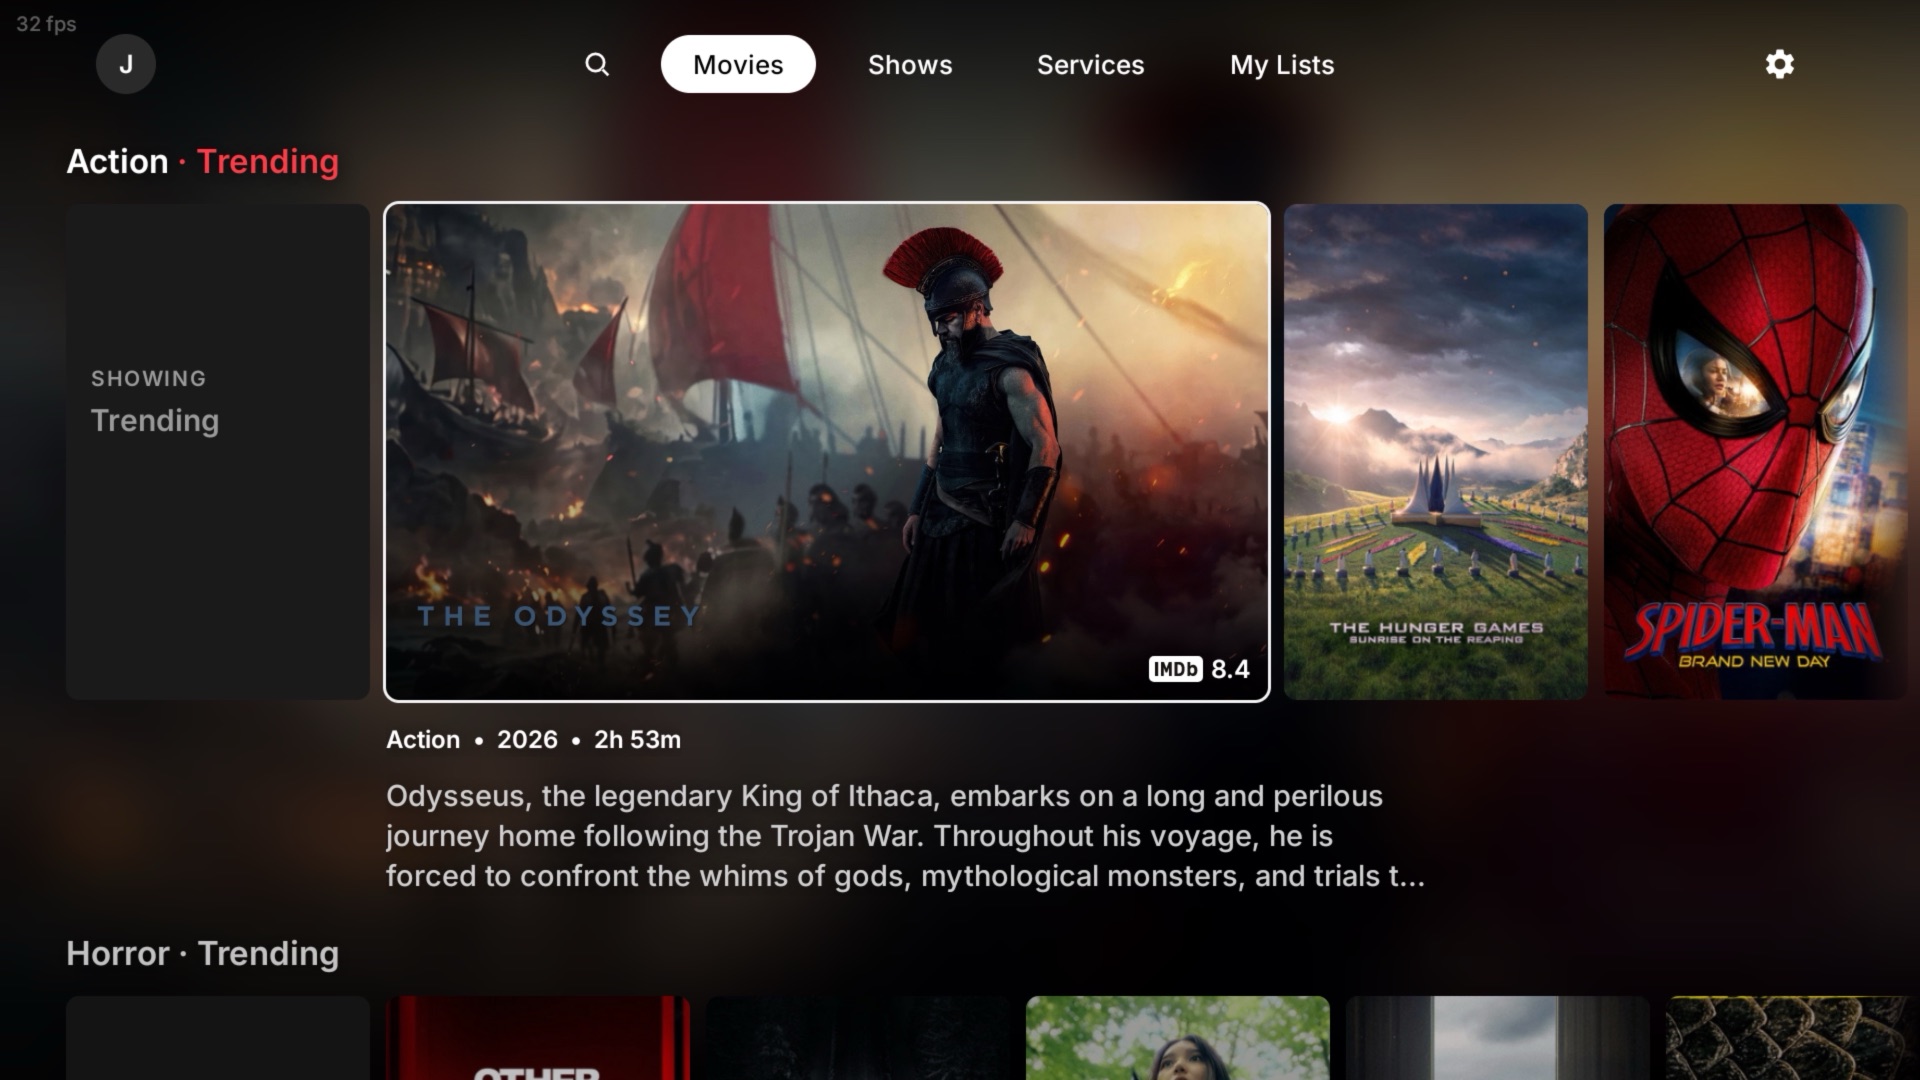 32 fps
J
Movies
Shows
Services
My Lists
Action · Trending
SHOWING
Trending
THE ODYSSEY
IMDb 8.4
THE HUNGER GAMES
SUNRISE ON THE REAPING
SPIDER-MAN
BRAND NEW DAY
Action • 2026 • 2h 53m
Odysseus, the legendary King of Ithaca, embarks on a long and perilous
journey home following the Trojan War. Throughout his voyage, he is
forced to confront the whims of gods, mythological monsters, and trials t...
Horror · Trending
OTHER